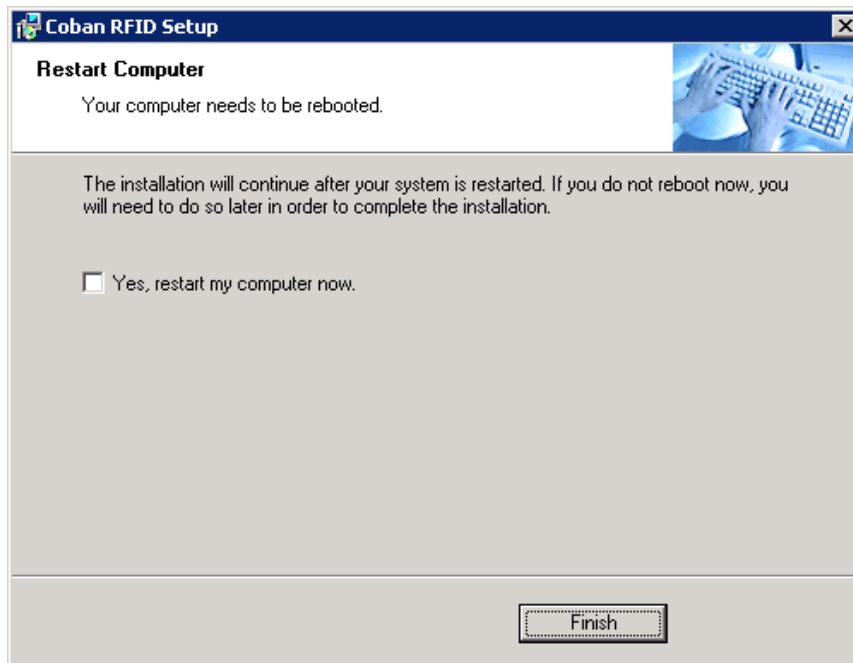 Coban RFID Setup
Restart Computer
Your computer needs to be rebooted.
The installation will continue after your system is restarted. If you do not reboot now, you
will need to do so later in order to complete the installation.
Yes, restart my computer now.
Finish